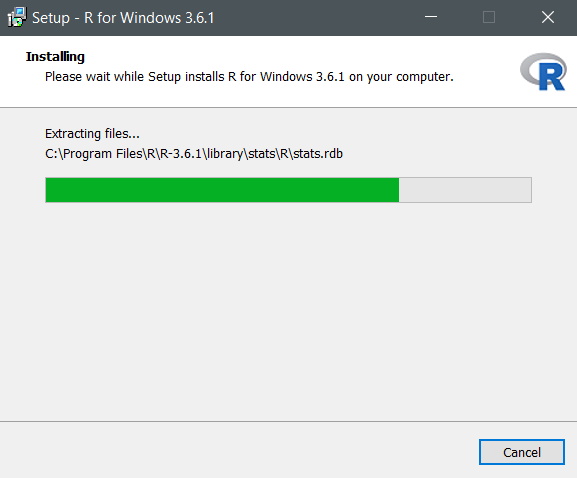 Setup - R for Windows 3.6.1
Installing
Please wait while Setup installs R for Windows 3.6.1 on your computer.
R
Extracting files...
C:\Program Files\R\R-3.6.1\library\stats\R\stats.rdb
Cancel